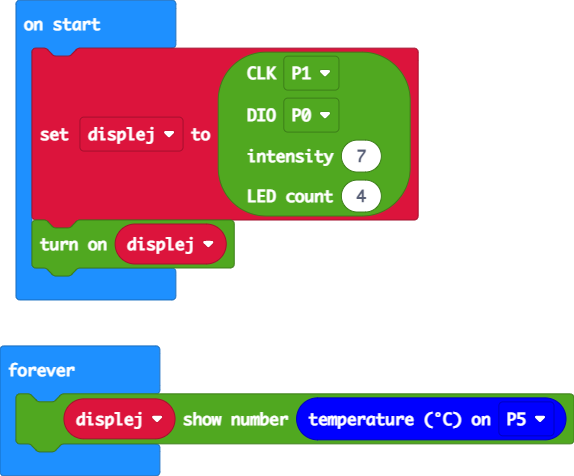 on start
CLK P1
DIO P0
set displej to
intensity 7
LED count 4
turn on displej
forever
displej show number temperature (°C) on P5